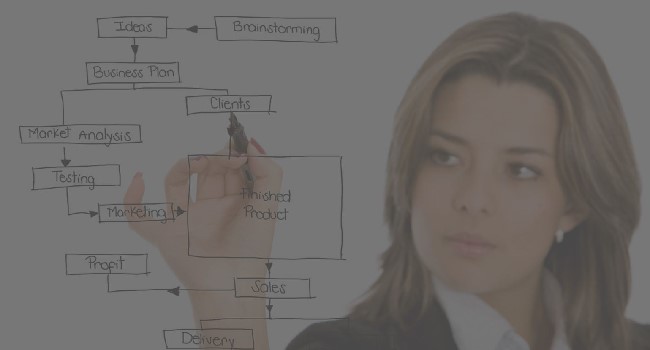 Ideas
Brainstorming
Business Plan
Clients
Market Analysis
Testing
Finished
Product
Marketing
Profit
Sales
Delivery